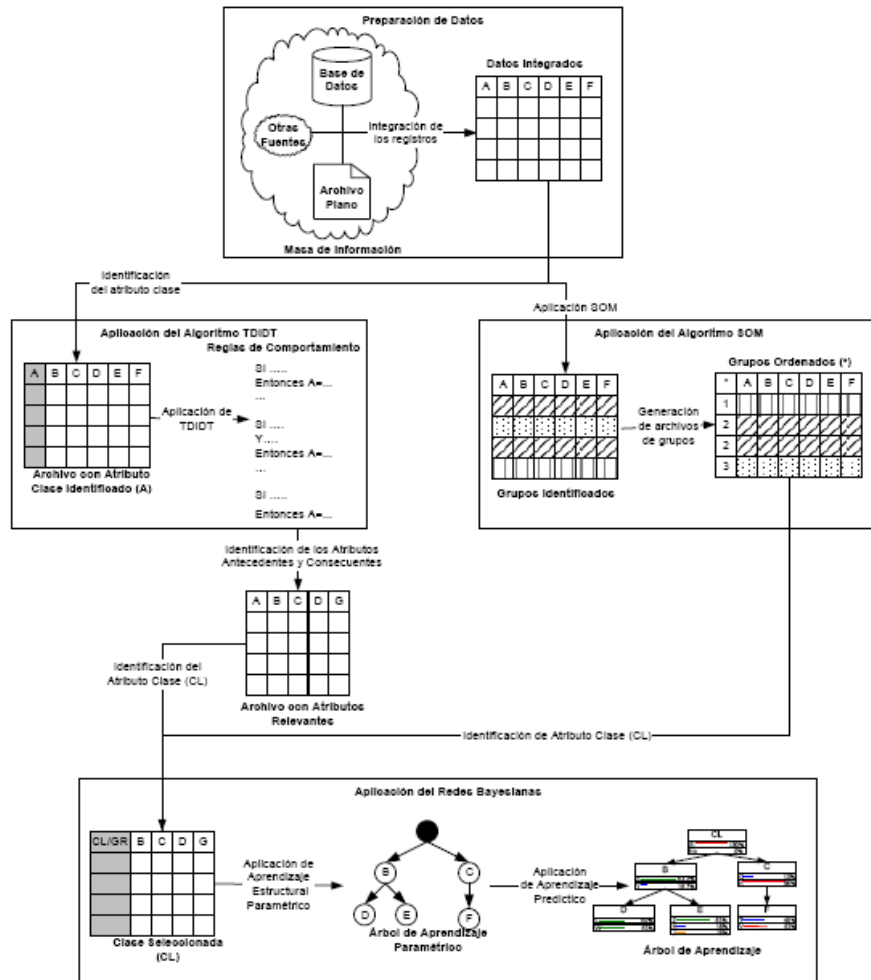 Preparación de Datos
Base de
Datos
Otras
Fuentes
Archivo
Plano
Masa de Información
Integración de
los registros
Datos Integrados
A B C D E F
Identificación
del atributo clase
Aplicación SOM
Aplicación del Algoritmo TDIDT
Reglas de Comportamiento
A B C D E F
Aplicación de
TDIDT
Archivo con Atributo
Clase Identificado (A)
SI .....
Entonces A=...
...
SI ....
Y....
Entonces A=...
...
SI .....
Entonces A=...
Aplicación del Algoritmo SOM
A B C D E F
Grupos Identificados
Generación
de archivos
de grupos
Grupos Ordenados (*)
* A B C D E F
1
2
2
3
Identificación de los Atributos
Antecedentes y Consecuentes
A B C D G
Archivo con Atributos
Relevantes
Identificación del
Atributo Clase (CL)
Identificación de Atributo Clase (CL)
Aplicación del Redes Bayesianas
CL/GR B C D G
Clase Seleccionada
(CL)
Aplicación de
Aprendizaje
Estructural
Paramétrico
B
C
D
E
F
Árbol de Aprendizaje
Paramétrico
Aplicación
de Aprendizaje
Predictico
CL
B
C
D
E
Árbol de Aprendizaje